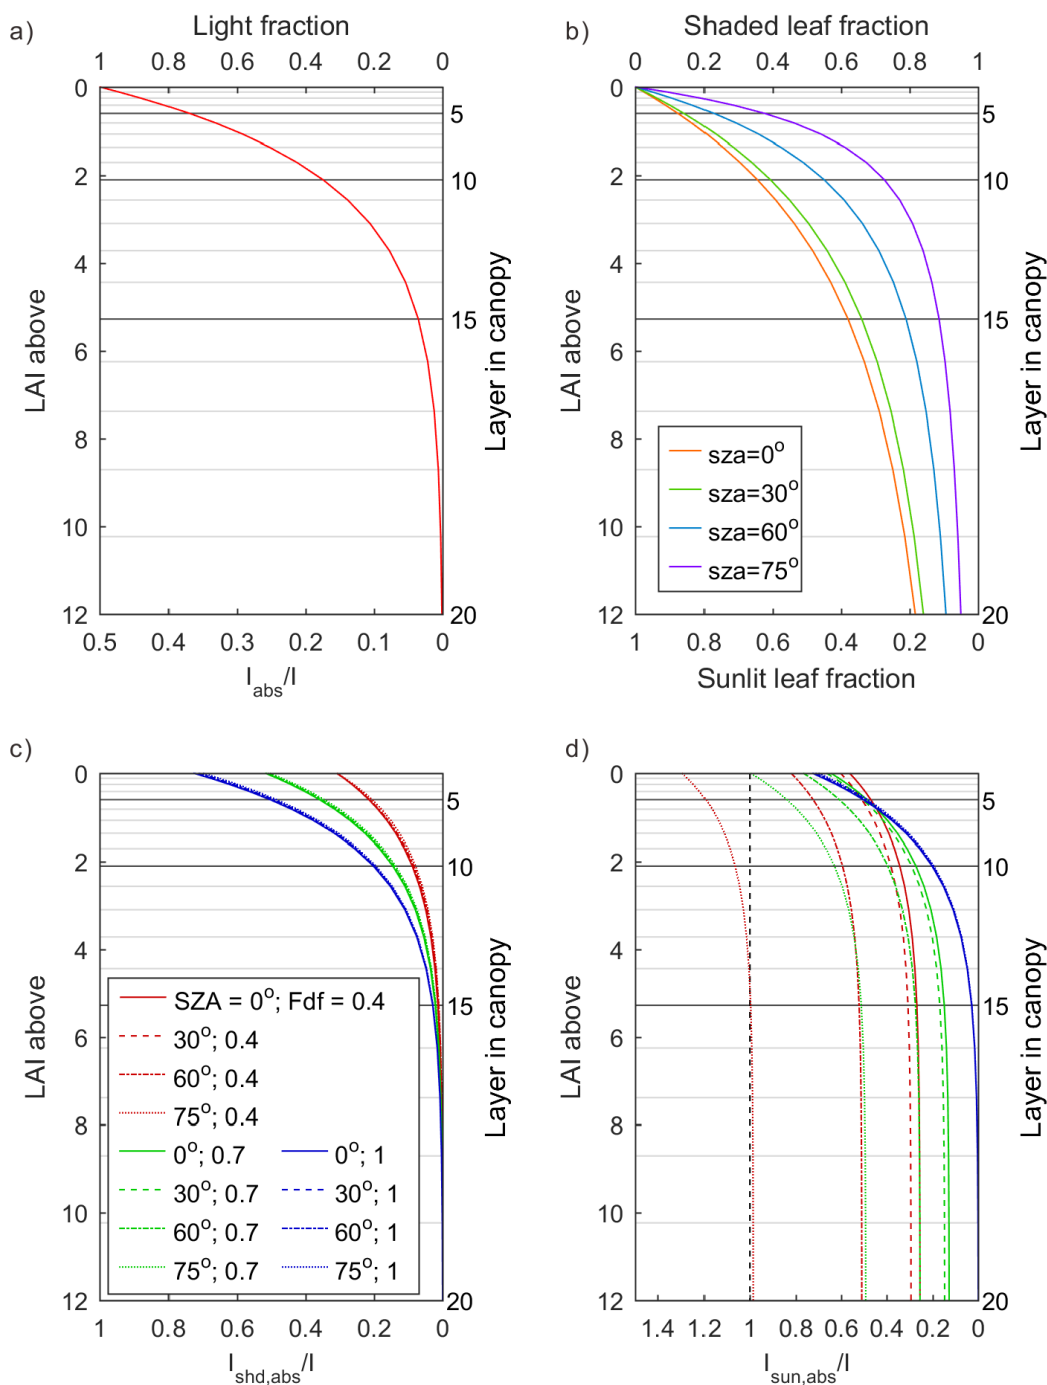 a)
Light fraction
1 0.8 0.6 0.4 0.2 0
0
2
4
6
8
10
12
LAI above
5
10
15
20
Layer in canopy
0.5 0.4 0.3 0.2 0.1 0
Iabs/I
b)
Shaded leaf fraction
0 0.2 0.4 0.6 0.8 1
0
2
4
6
8
10
12
LAI above
5
10
15
20
Layer in canopy
sza=0°
sza=30°
sza=60°
sza=75°
1 0.8 0.6 0.4 0.2 0
Sunlit leaf fraction
c)
0
2
4
6
8
10
12
LAI above
5
10
15
20
Layer in canopy
SZA = 0°; Fdf = 0.4
30°; 0.4
60°; 0.4
75°; 0.4
0°; 0.7
30°; 0.7
60°; 0.7
75°; 0.7
0°; 1
30°; 1
60°; 1
75°; 1
1 0.8 0.6 0.4 0.2 0
Ishd,abs/I
d)
0
2
4
6
8
10
12
LAI above
5
10
15
20
Layer in canopy
1.4 1.2 1 0.8 0.6 0.4 0.2 0
Isun,abs/I